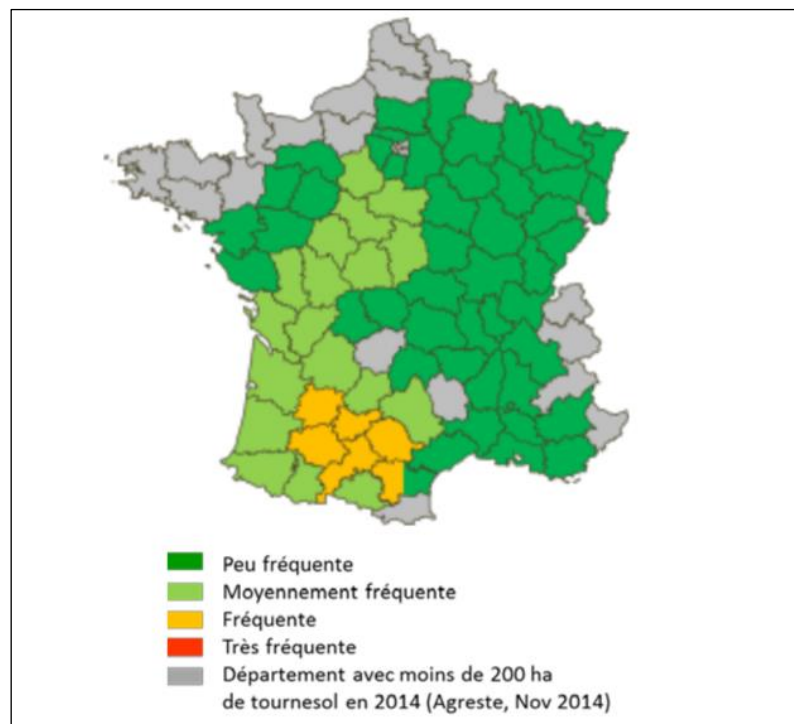 Peu fréquente
Moyennement fréquente
Fréquente
Très fréquente
Département avec moins de 200 ha
de tournesol en 2014 (Agreste, Nov 2014)